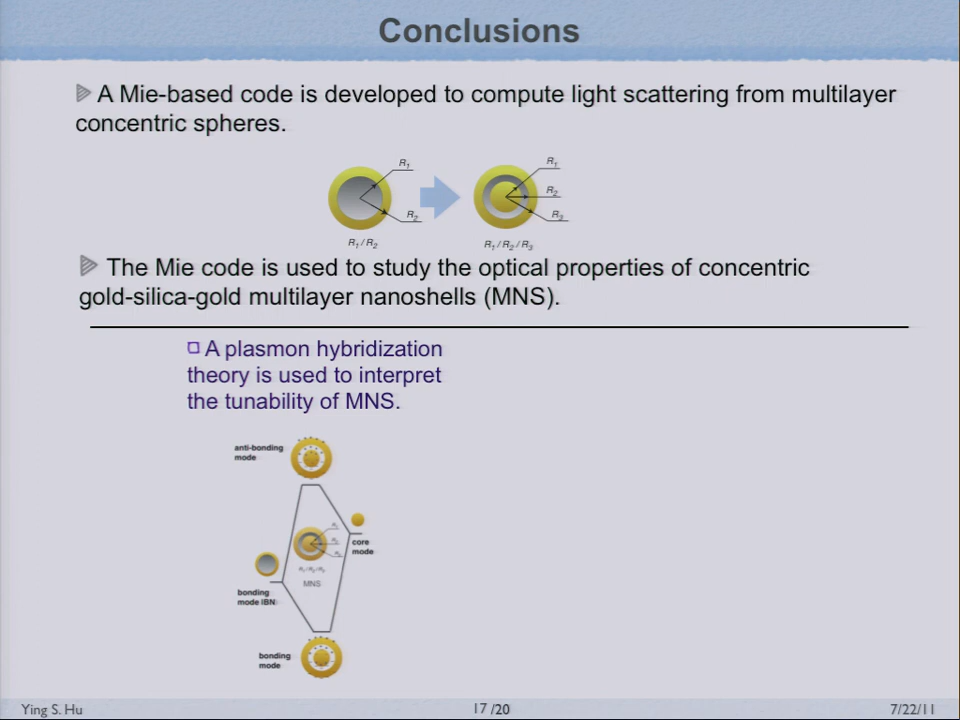 Conclusions
A Mie-based code is developed to compute light scattering from multilayer
concentric spheres.
R1
R2
R1 / R2
R1
R2
R3
R1 / R2 / R3
The Mie code is used to study the optical properties of concentric
gold-silica-gold multilayer nanoshells (MNS).
A plasmon hybridization
theory is used to interpret
the tunability of MNS.
anti-bonding
mode
core
mode
R1 / R2 / R3
MNS
bonding
mode IBN
bonding
mode
Ying S. Hu
17 /20
7/22/11